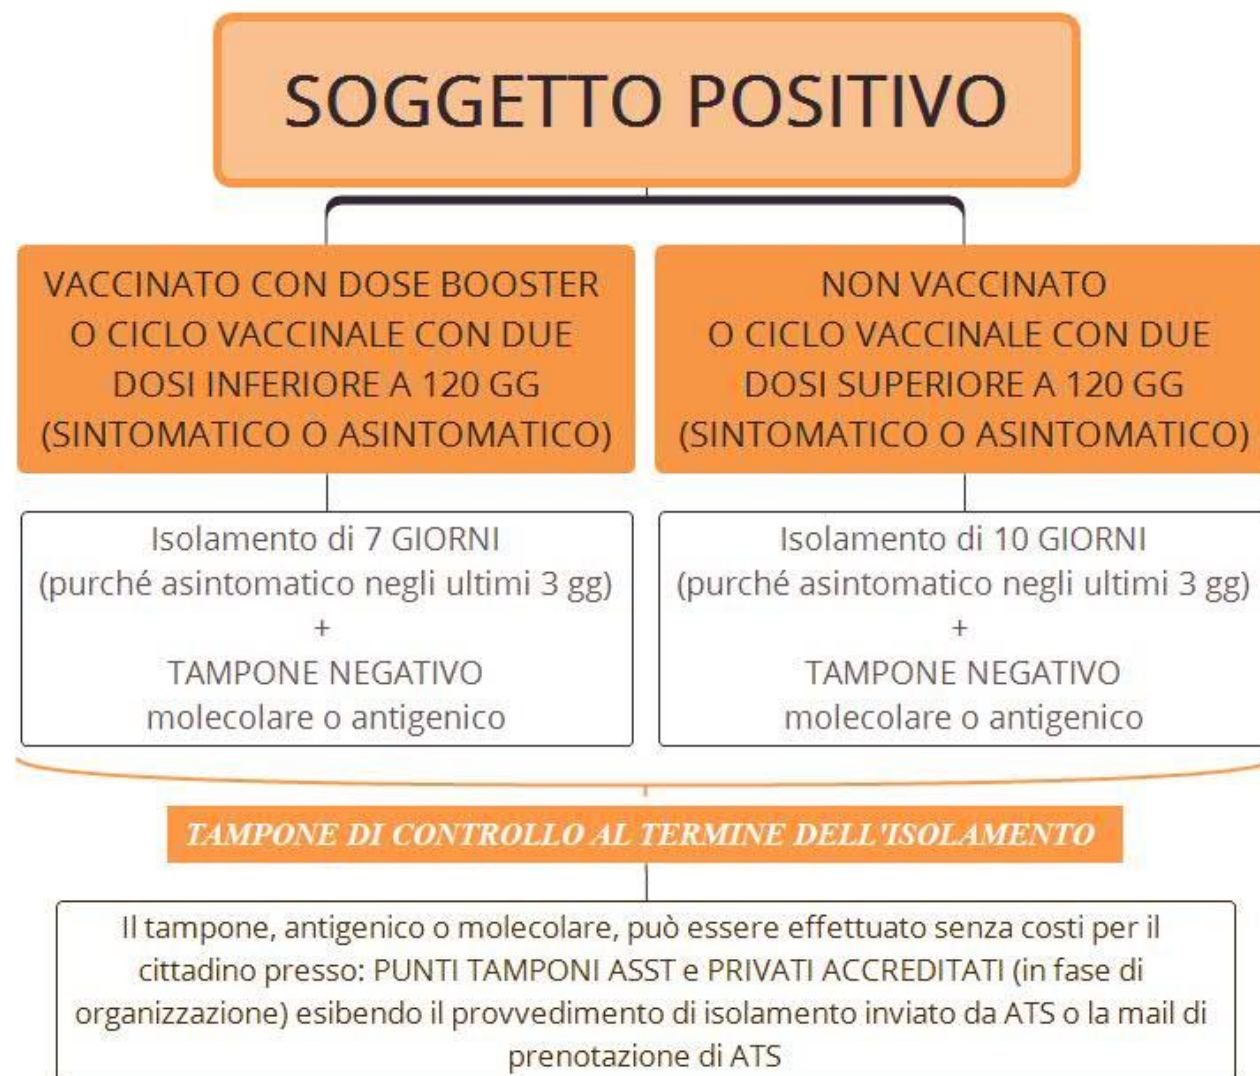 SOGGETTO POSITIVO
VACCINATO CON DOSE BOOSTER
O CICLO VACCINALE CON DUE
DOSI INFERIORE A 120 GG
(SINTOMATICO O ASINTOMATICO)
NON VACCINATO
O CICLO VACCINALE CON DUE
DOSI SUPERIORE A 120 GG
(SINTOMATICO O ASINTOMATICO)
Isolamento di 7 GIORNI
(purché asintomatico negli ultimi 3 gg)
+
TAMPONE NEGATIVO
molecolare o antigenico
Isolamento di 10 GIORNI
(purché asintomatico negli ultimi 3 gg)
+
TAMPONE NEGATIVO
molecolare o antigenico
TAMPONE DI CONTROLLO AL TERMINE DELL'ISOLAMENTO
Il tampone, antigenico o molecolare, può essere effettuato senza costi per il
cittadino presso: PUNTI TAMPONI ASST e PRIVATI ACCREDITATI (in fase di
organizzazione) esibendo il provvedimento di isolamento inviato da ATS o la mail di
prenotazione di ATS